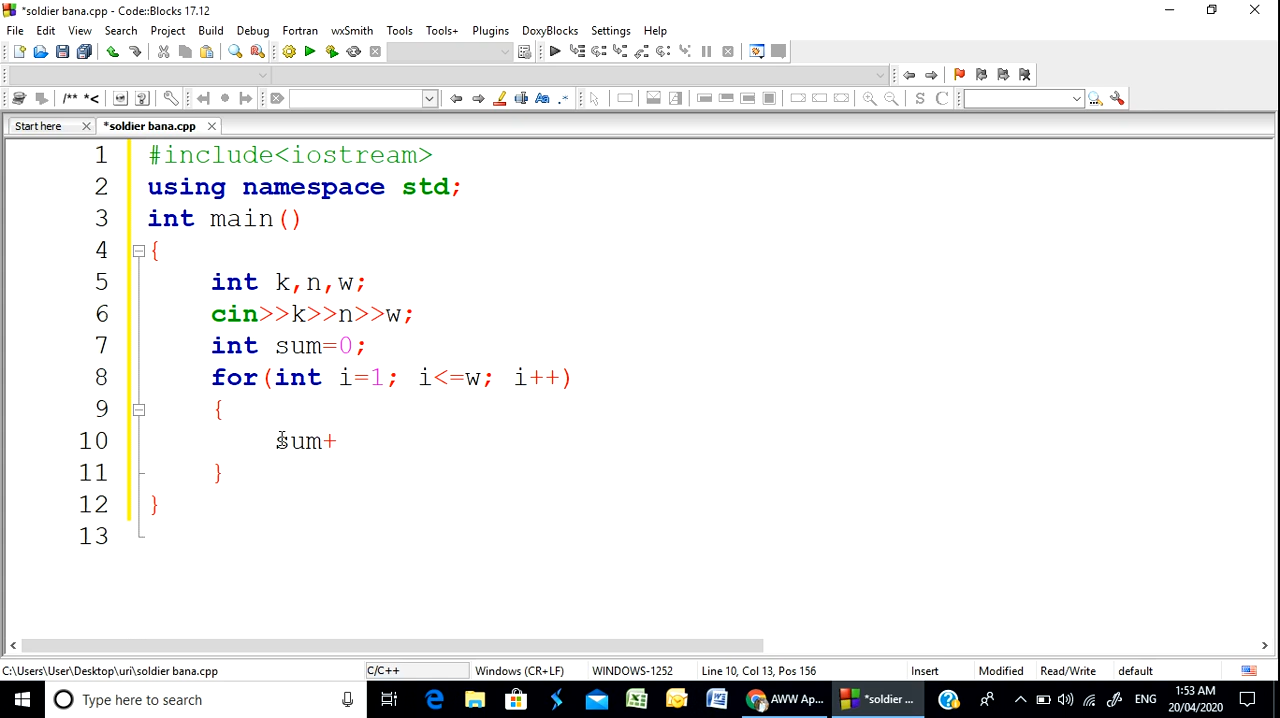 *soldier bana.cpp - Code::Blocks 17.12
File Edit View Search Project Build Debug Fortran wxSmith Tools Tools+ Plugins DoxyBlocks Settings Help
/** *<
S C
Start here *soldier bana.cpp
1 #include<iostream>
2 using namespace std;
3 int main()
4 {
5 int k,n,w;
6 cin>>k>>n>>w;
7 int sum=0;
8 for(int i=1; i<=w; i++)
9 {
10 sum+
11 }
12 }
13
C:\Users\User\Desktop\uri\soldier bana.cpp C/C++ Windows (CR+LF) WINDOWS-1252 Line 10, Col 13, Pos 156 Insert Modified Read/Write default
Type here to search AWW Ap... *soldier ... ENG 1:53 AM
20/04/2020